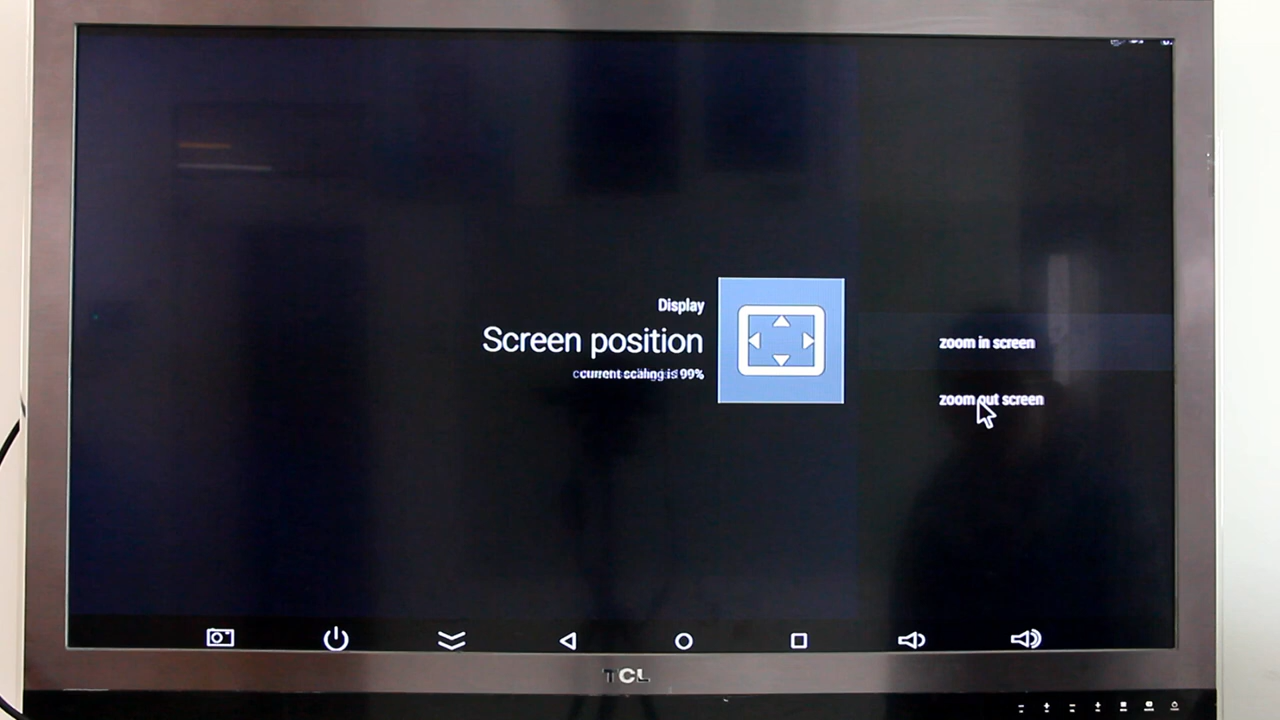 Display
Screen position
current scaling is 99%
zoom in screen
zoom out screen
TCL